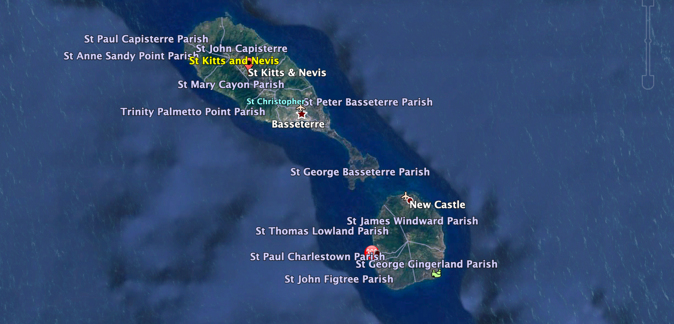 St Paul Capisterre Parish
St John Capisterre
St Anne Sandy Point Parish
St Kitts and Nevis
St Kitts & Nevis
St Mary Cayon Parish
St Christopher
St Peter Basseterre Parish
Trinity Palmetto Point Parish
Basseterre
St George Basseterre Parish
New Castle
St James Windward Parish
St Thomas Lowland Parish
St Paul Charlestown Parish
St George Gingerland Parish
St John Figtree Parish